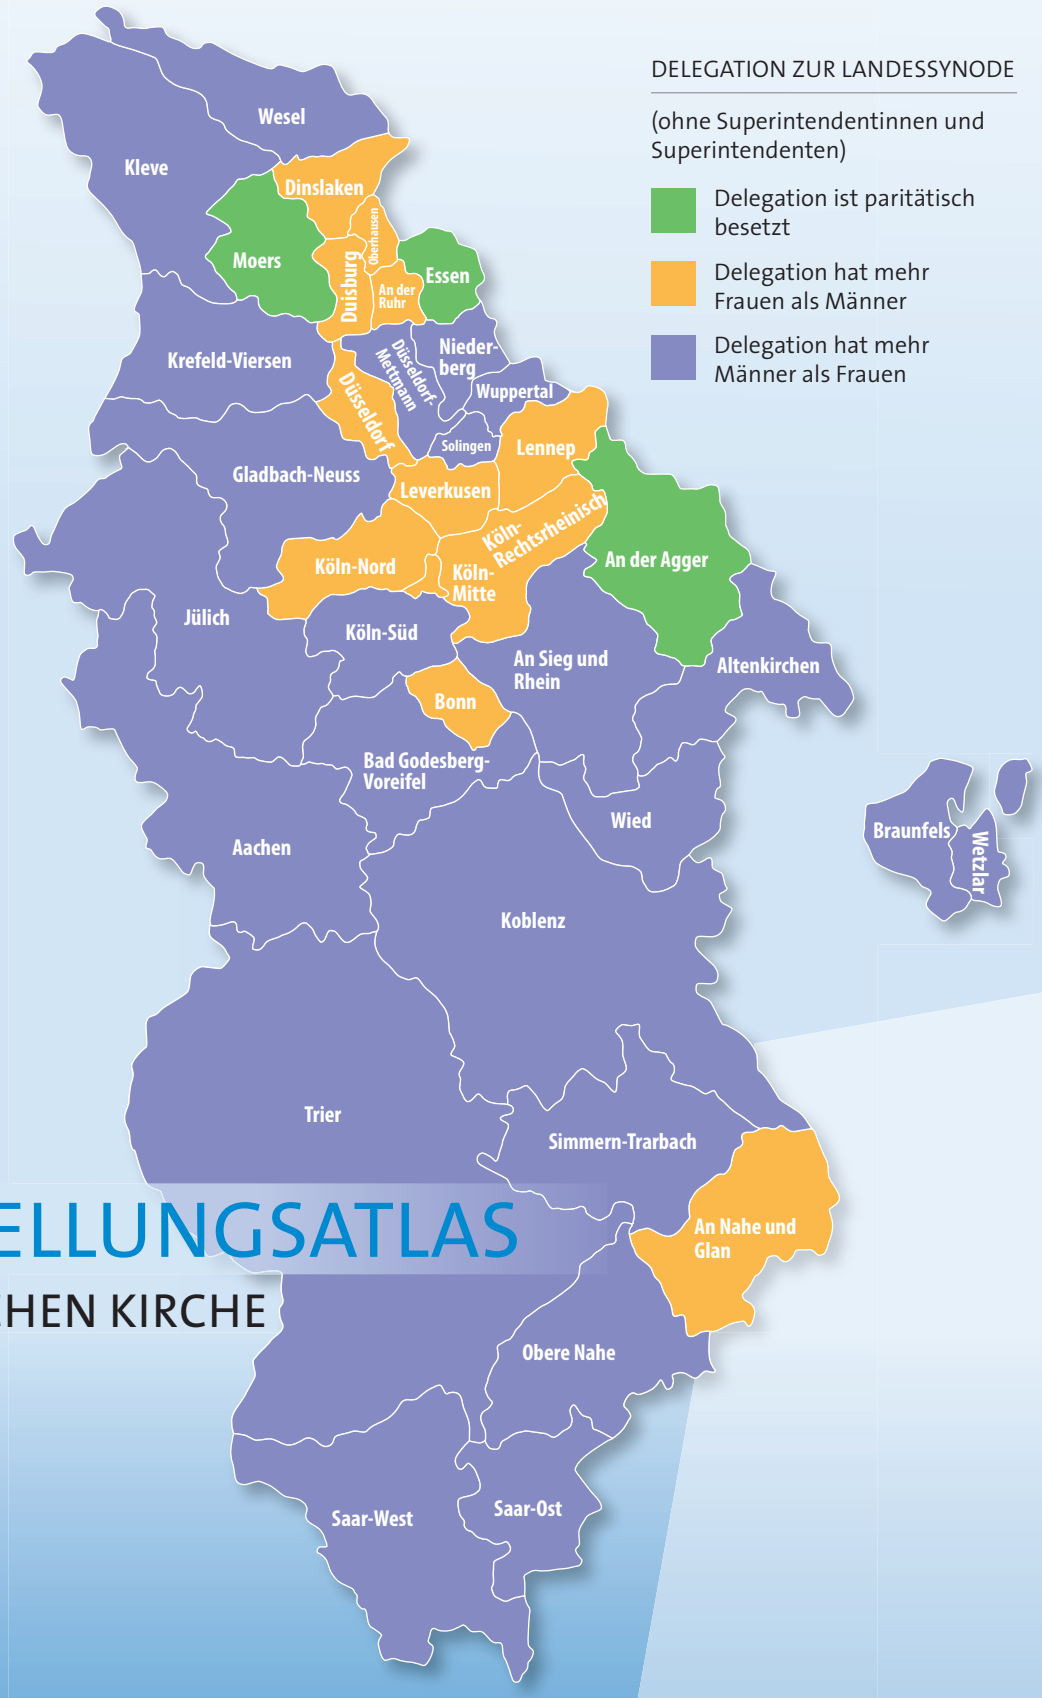 DELEGATION ZUR LANDESSYNODE
(ohne Superintendentinnen und
Superintendenten)
Delegation ist paritätisch
besetzt
Delegation hat mehr
Frauen als Männer
Delegation hat mehr
Männer als Frauen
Wesel
Kleve
Dinslaken
Oberhausen
Moers
Duisburg
An der
Ruhr
Essen
Krefeld-Viersen
Düsseldorf-
Mettmann
Nieder-
berg
Wuppertal
Düsseldorf
Solingen
Lennep
Gladbach-Neuss
Leverkusen
Köln-
Rechtsrheinisch
An der Agger
Köln-Nord
Köln-
Mitte
Jülich
Köln-Süd
An Sieg und
Rhein
Altenkirchen
Bonn
Bad Godesberg-
Voreifel
Wied
Braunfels
Wetzlar
Aachen
Koblenz
Trier
Simmern-Trarbach
ELLUNGSATLAS
CHEN KIRCHE
An Nahe und
Glan
Obere Nahe
Saar-West
Saar-Ost